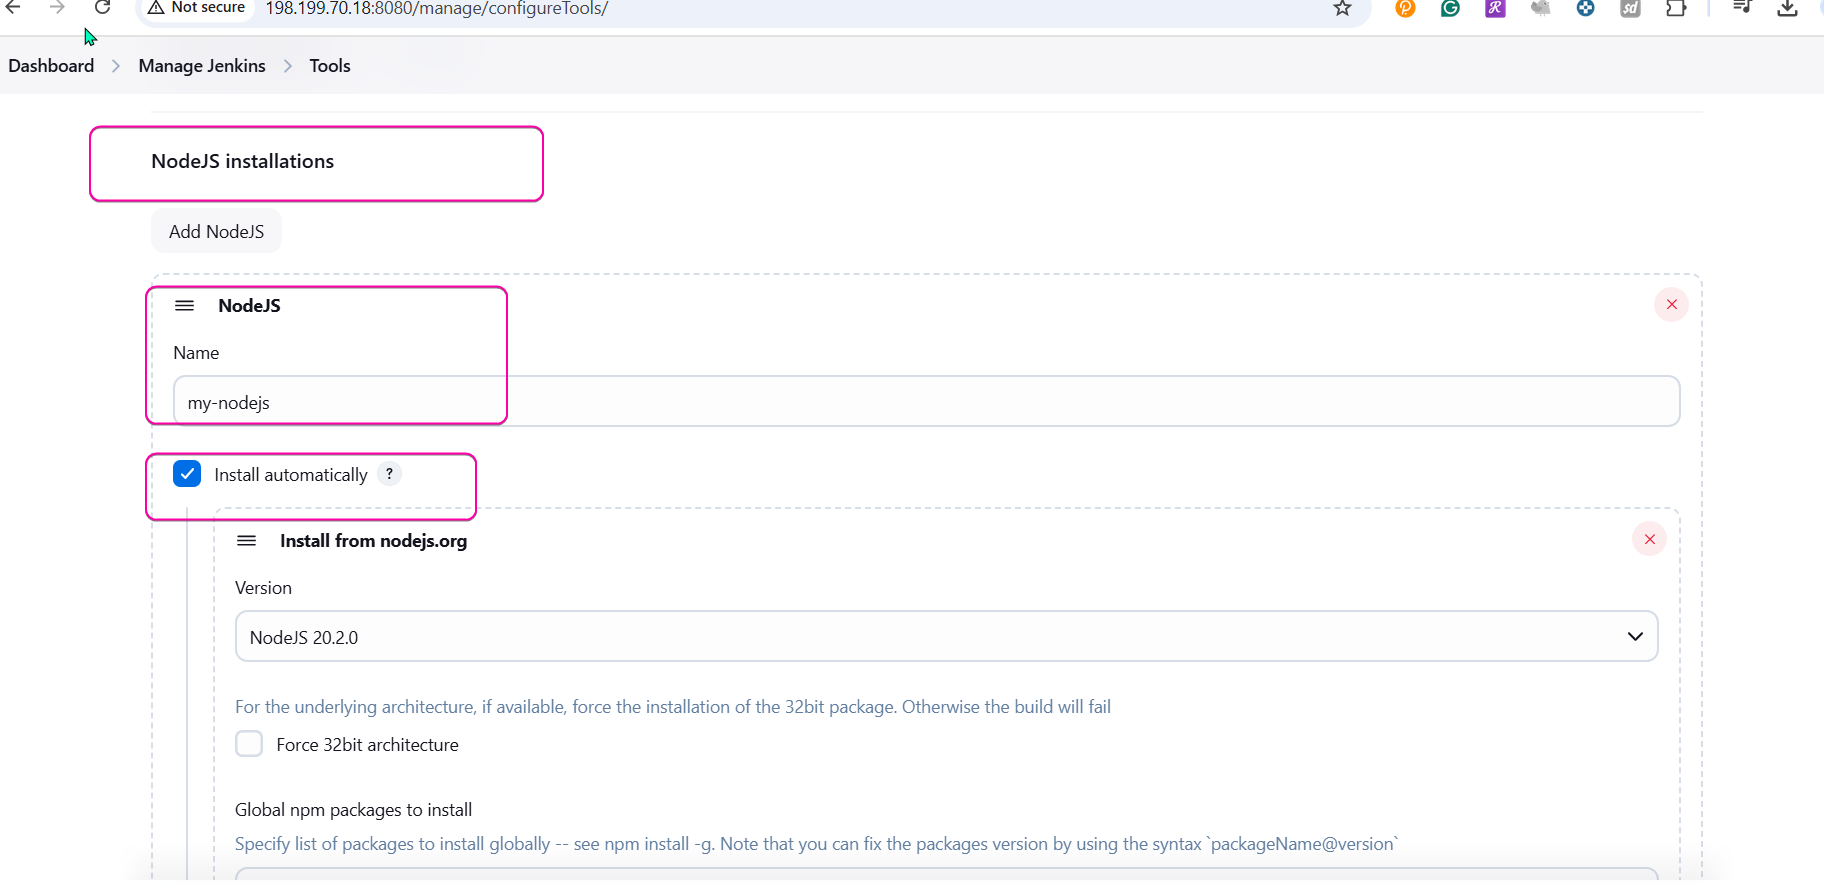 Not secure 198.199.70.18:8080/manage/configureTools/
Dashboard > Manage Jenkins > Tools
NodeJS installations
Add NodeJS
NodeJS
Name
my-nodejs
Install automatically ?
Install from nodejs.org
Version
NodeJS 20.2.0
For the underlying architecture, if available, force the installation of the 32bit package. Otherwise the build will fail
Force 32bit architecture
Global npm packages to install
Specify list of packages to install globally -- see npm install -g. Note that you can fix the packages version by using the syntax `packageName@version`